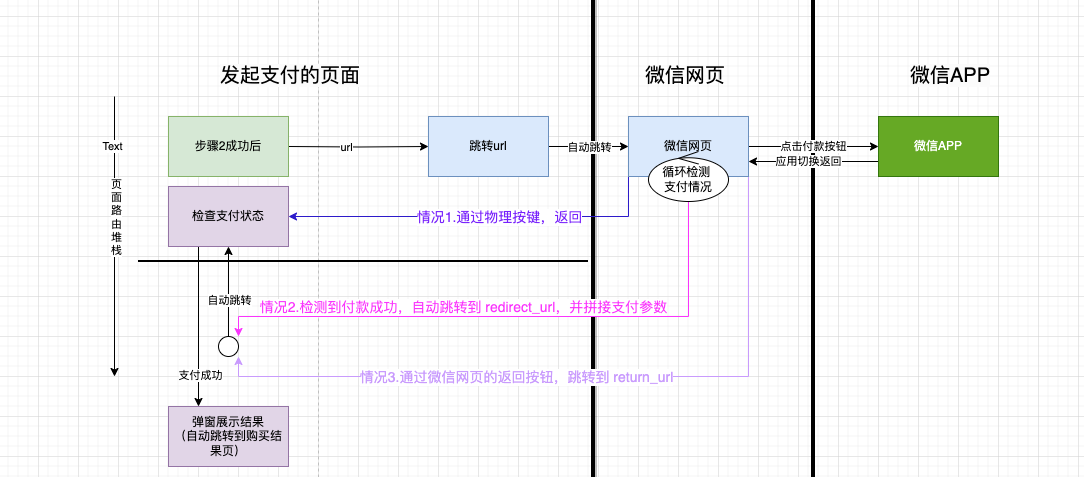 发起支付的页面
微信网页
微信APP
步骤2成功后
url
跳转url
自动跳转
微信网页
点击付款按钮
应用切换返回
微信APP
循环检测
支付情况
Text
页面路由堆栈
检查支付状态
情况1.通过物理按键，返回
自动跳转
情况2.检测到付款成功，自动跳转到 redirect_url，并拼接支付参数
支付成功
情况3.通过微信网页的返回按钮，跳转到 return_url
弹窗展示结果
（自动跳转到购买结
果页）